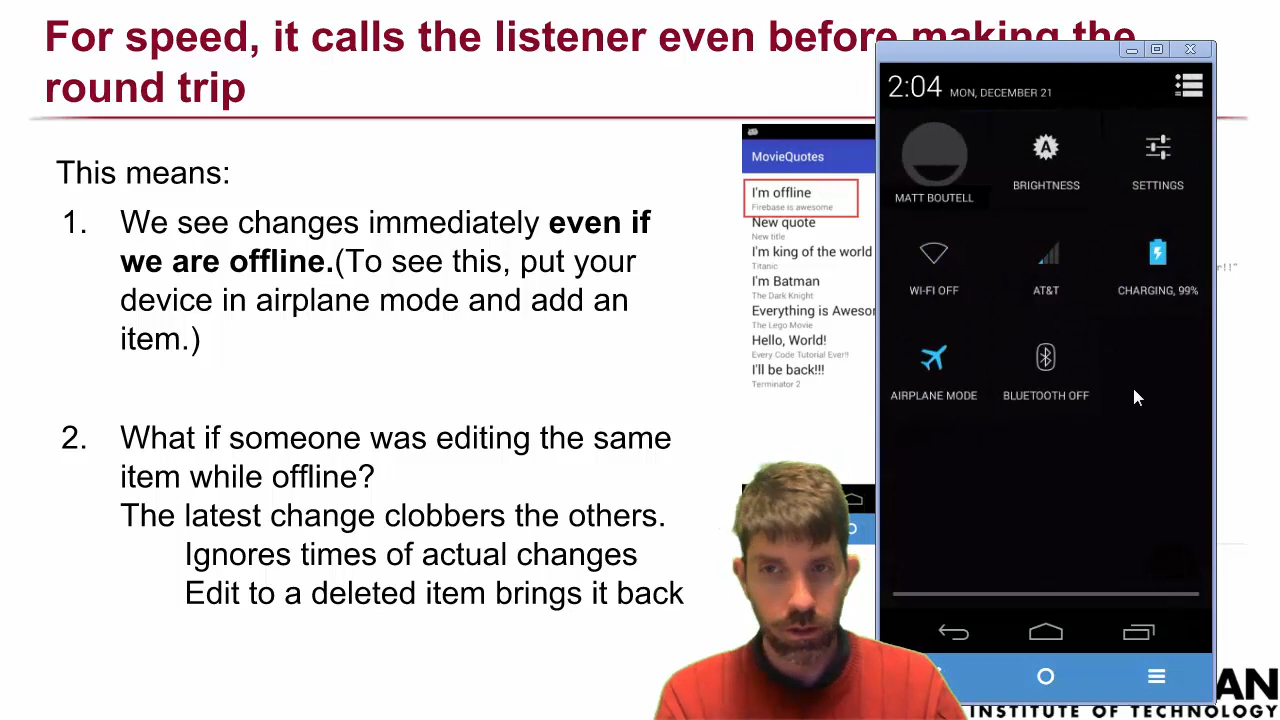 For speed, it calls the listener even before making the
round trip
This means:
1. We see changes immediately even if
we are offline.(To see this, put your
device in airplane mode and add an
item.)
2. What if someone was editing the same
item while offline?
The latest change clobbers the others.
Ignores times of actual changes
Edit to a deleted item brings it back
MovieQuotes
I'm offline
Firebase is awesome
New quote
New title
I'm king of the world
Titanic
I'm Batman
The Dark Knight
Everything is Aweso
The Lego Movie
Hello, World!
Every Code Tutorial Ever!!
I'll be back!!!
Terminator 2
2:04 MON, DECEMBER 21
MATT BOUTELL
BRIGHTNESS
SETTINGS
WI-FI OFF
AT&T
CHARGING, 99%
AIRPLANE MODE
BLUETOOTH OFF
r!!"
AN
INSTITUTE OF TECHNOLOGY